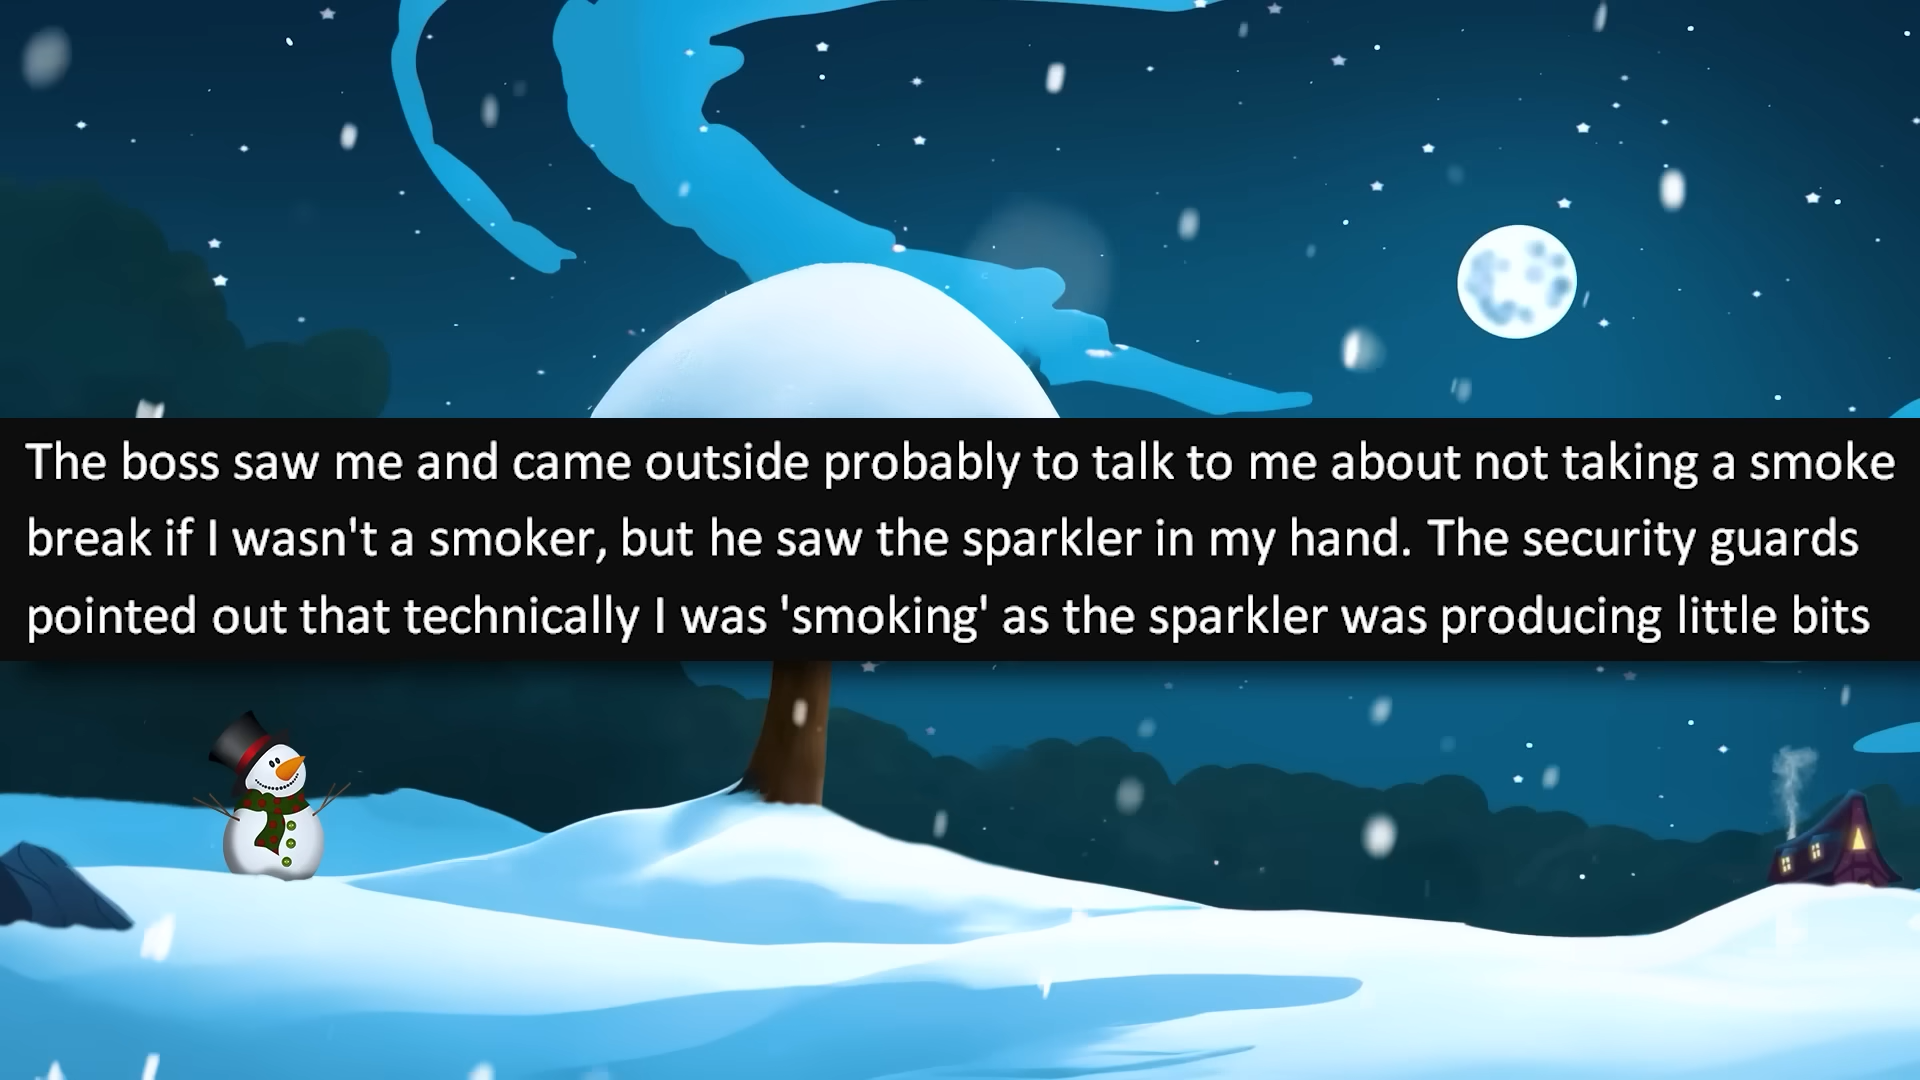 The boss saw me and came outside probably to talk to me about not taking a smoke
break if I wasn't a smoker, but he saw the sparkler in my hand. The security guards
pointed out that technically I was 'smoking' as the sparkler was producing little bits